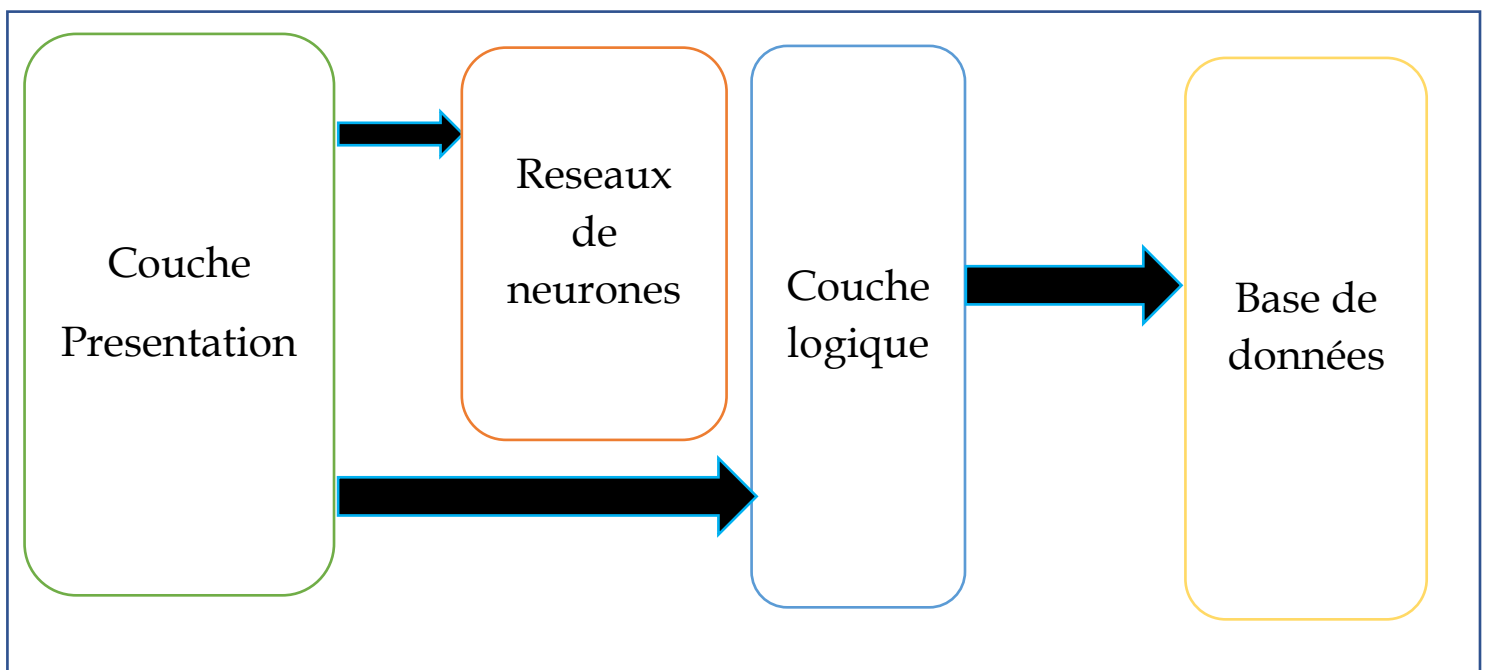 Couche
Presentation
Reseaux
de
neurones
Couche
logique
Base de
données